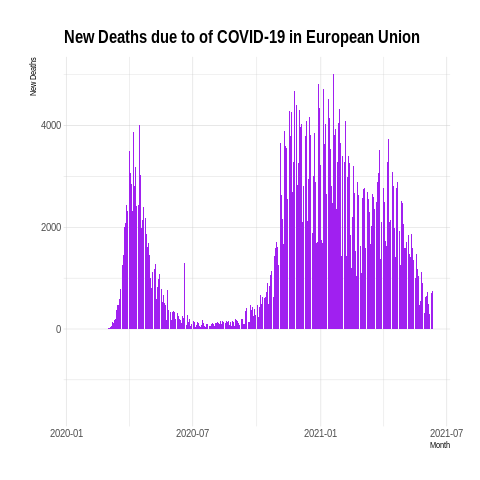 New Deaths due to of COVID-19 in European Union
New Deaths
4000
2000
0
2020-01 2020-07 2021-01 2021-07
Month